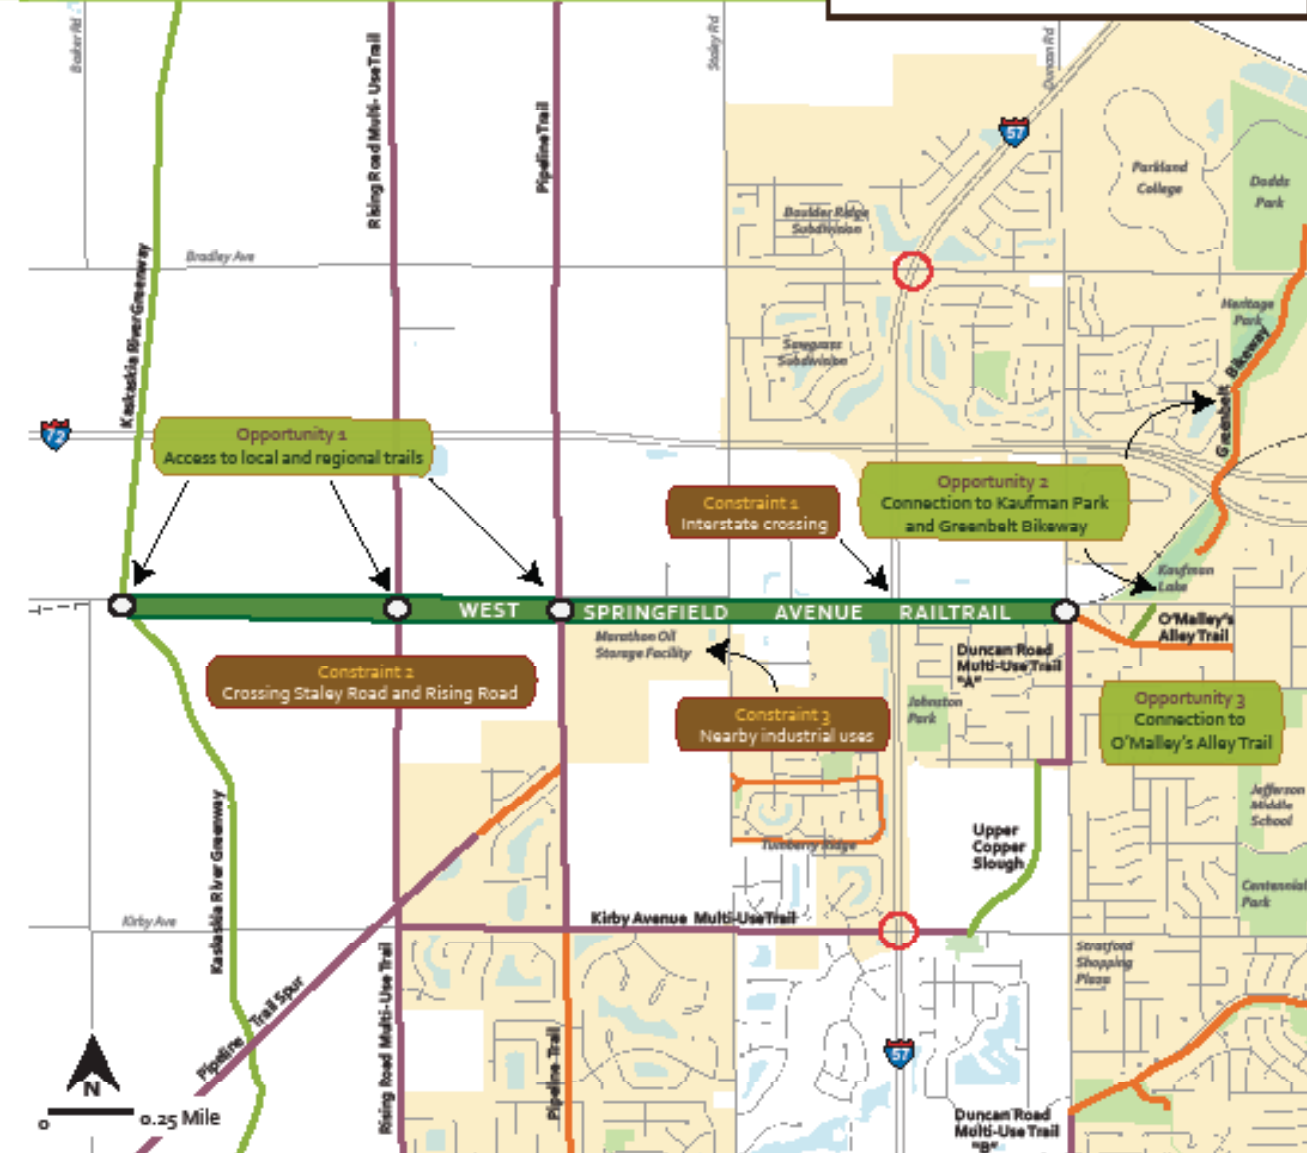 Baker Rd
Rising Road Multi-Use Trail
Pipeline Trail
Staley Rd
Duncan Rd
57
Parkland
College
Dodds
Park
Boulder Ridge
Subdivision
Bradley Ave
Kaskaskia River Greenway
Heritage
Park
Sawgrass
Subdivision
Greenbelt Bikeway
72
Opportunity 1
Access to local and regional trails
Constraint 1
Interstate crossing
Opportunity 2
Connection to Kaufman Park
and Greenbelt Bikeway
Kaufman
Lake
WEST SPRINGFIELD AVENUE RAILTRAIL
O'Malley's
Alley Trail
Marathon Oil
Storage Facility
Duncan Road
Multi-Use Trail
"A"
Constraint 2
Crossing Staley Road and Rising Road
Constraint 3
Nearby industrial uses
Johnston
Park
Opportunity 3
Connection to
O'Malley's Alley Trail
Jefferson
Middle
School
Turnberry Ridge
Upper
Copper
Slough
Kaskaskia River Greenway
Centennial
Park
Kirby Ave
Kirby Avenue Multi-Use Trail
Stratford
Shopping
Plaza
Pipeline Trail Spur
Rising Road Multi-Use Trail
Pipeline Trail
57
N
0 0.25 Mile
Duncan Road
Multi-Use Trail
"B"